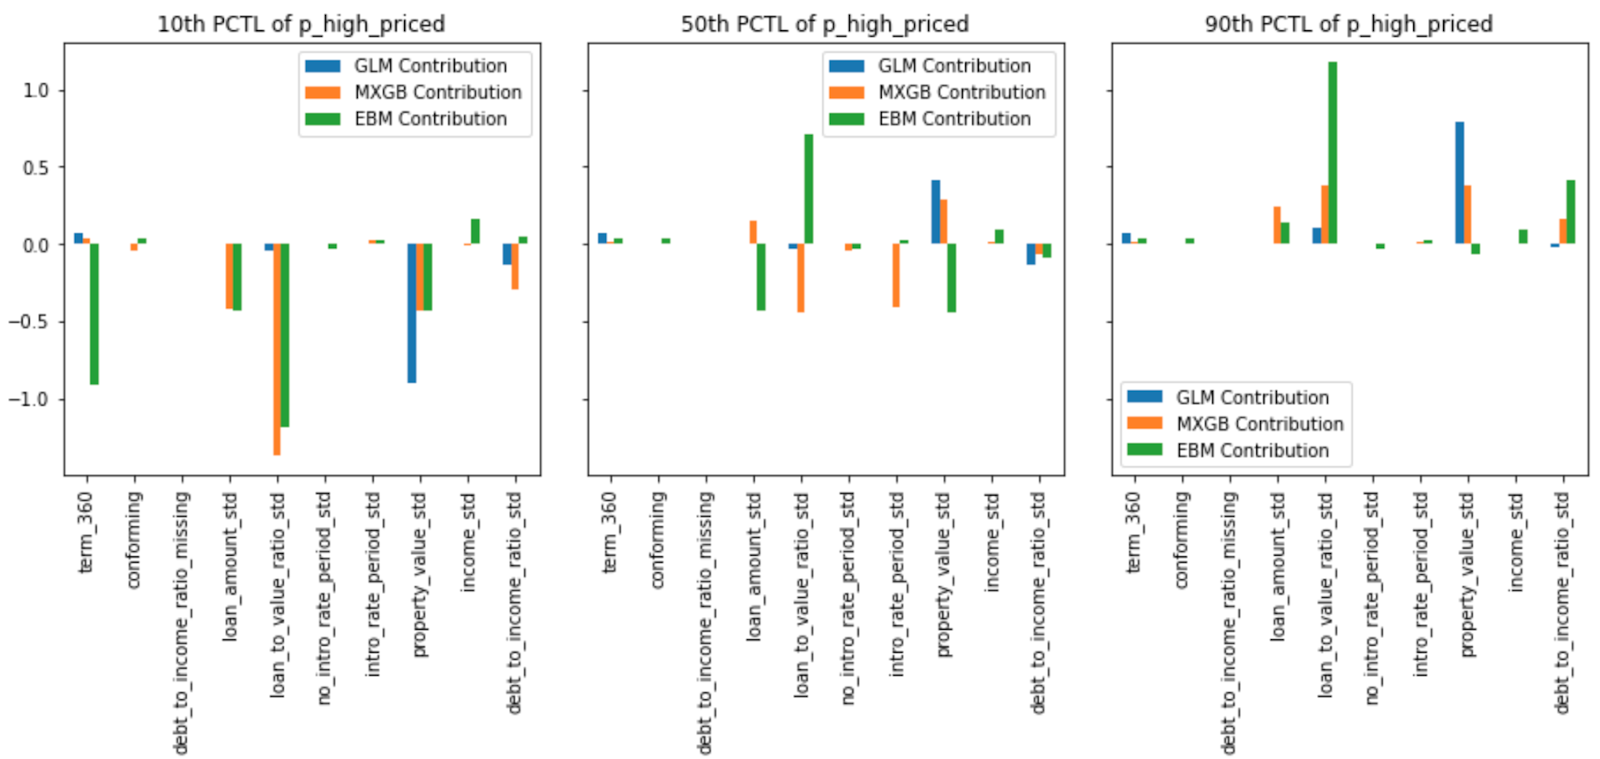 10th PCTL of p_high_priced
50th PCTL of p_high_priced
90th PCTL of p_high_priced
1.0
0.5
0.0
−0.5
−1.0
GLM Contribution
MXGB Contribution
EBM Contribution
term_360
conforming
debt_to_income_ratio_missing
loan_amount_std
loan_to_value_ratio_std
no_intro_rate_period_std
intro_rate_period_std
property_value_std
income_std
debt_to_income_ratio_std
GLM Contribution
MXGB Contribution
EBM Contribution
term_360
conforming
debt_to_income_ratio_missing
loan_amount_std
loan_to_value_ratio_std
no_intro_rate_period_std
intro_rate_period_std
property_value_std
income_std
debt_to_income_ratio_std
GLM Contribution
MXGB Contribution
EBM Contribution
term_360
conforming
debt_to_income_ratio_missing
loan_amount_std
loan_to_value_ratio_std
no_intro_rate_period_std
intro_rate_period_std
property_value_std
income_std
debt_to_income_ratio_std